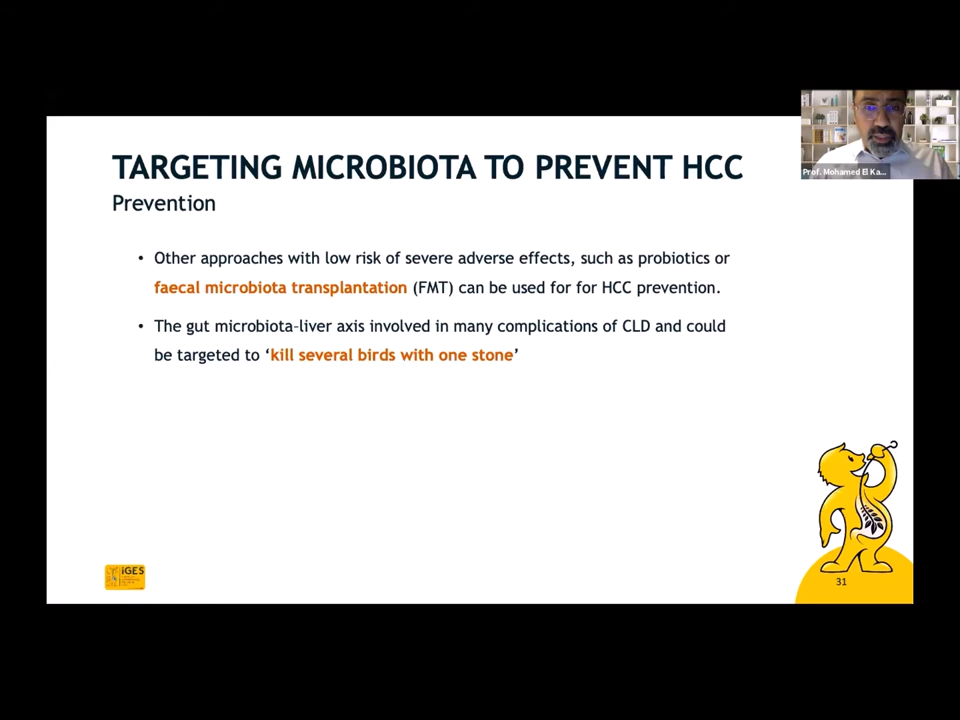 TARGETING MICROBIOTA TO PREVENT HCC
Prevention
• Other approaches with low risk of severe adverse effects, such as probiotics or
faecal microbiota transplantation (FMT) can be used for for HCC prevention.
• The gut microbiota–liver axis involved in many complications of CLD and could
be targeted to ‘kill several birds with one stone’
Prof. Mohamed El Ka...
iGES
31